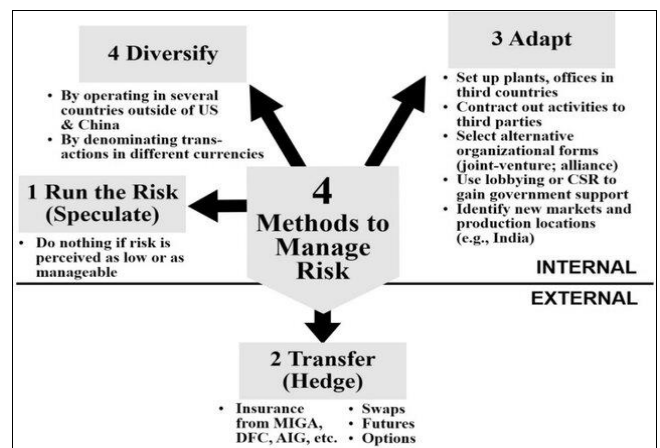 4 Diversify
• By operating in several
countries outside of US
& China
• By denominating trans-
actions in different currencies
3 Adapt
• Set up plants, offices in
third countries
• Contract out activities to
third parties
• Select alternative
organizational forms
(joint-venture; alliance)
• Use lobbying or CSR to
gain government support
• Identify new markets and
production locations
(e.g., India)
1 Run the Risk
(Speculate)
• Do nothing if risk is
perceived as low or as
manageable
4
Methods to
Manage
Risk
INTERNAL
EXTERNAL
2 Transfer
(Hedge)
• Insurance
from MIGA,
DFC, AIG, etc.
• Swaps
• Futures
• Options